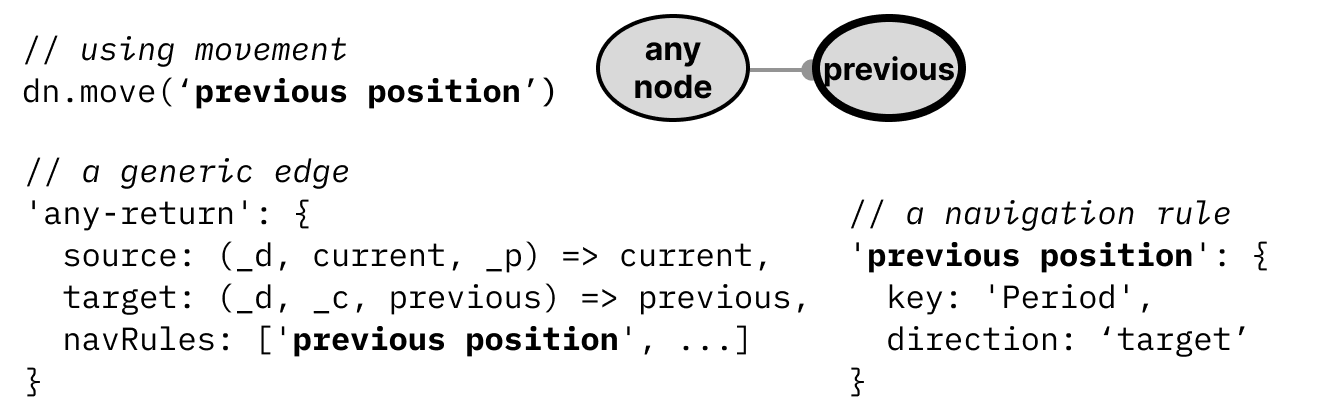 // using movement
dn.move(‘previous position’)
any
node
previous
// a generic edge
'any-return': {
  source: (_d, current, _p) => current,
  target: (_d, _c, previous) => previous,
  navRules: ['previous position', ...]
}
// a navigation rule
'previous position': {
  key: 'Period',
  direction: ‘target’
}